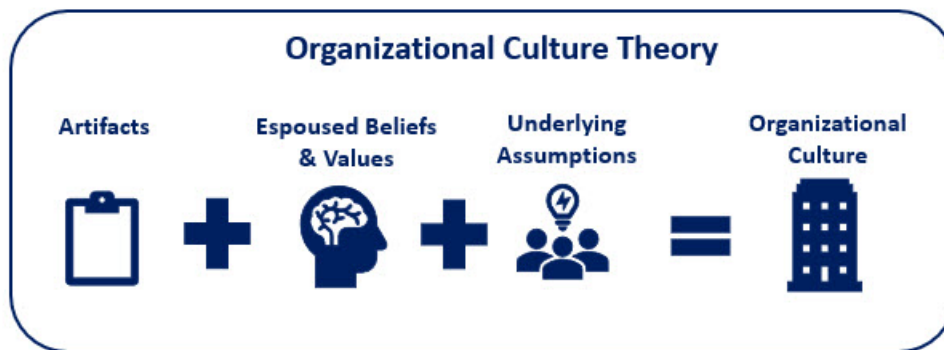 Organizational Culture Theory
Artifacts
Espoused Beliefs
& Values
Underlying
Assumptions
Organizational
Culture